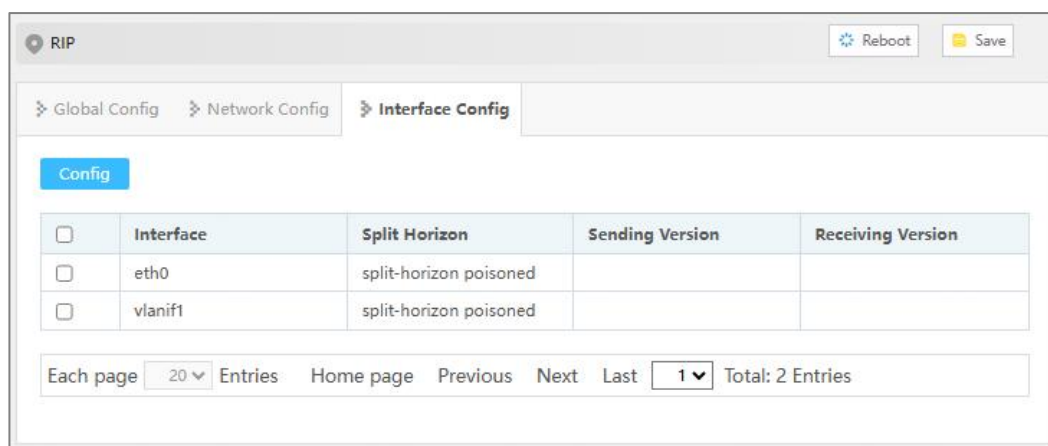 RIP Reboot Save
Global Config Network Config Interface Config
Config
Interface Split Horizon Sending Version Receiving Version
eth0 split-horizon poisoned
vlanif1 split-horizon poisoned
Each page 20 Entries Home page Previous Next Last 1 Total: 2 Entries